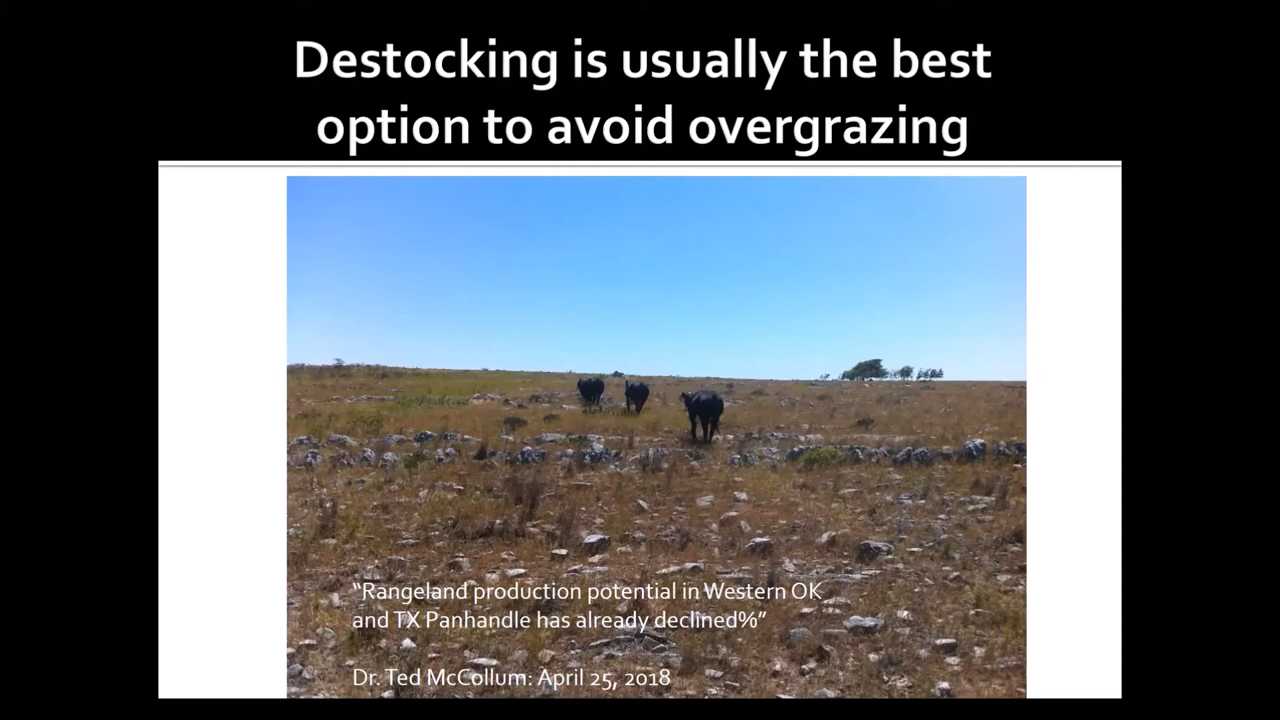 Destocking is usually the best
option to avoid overgrazing
“Rangeland production potential in Western OK
and TX Panhandle has already declined%”
Dr. Ted McCollum: April 25, 2018